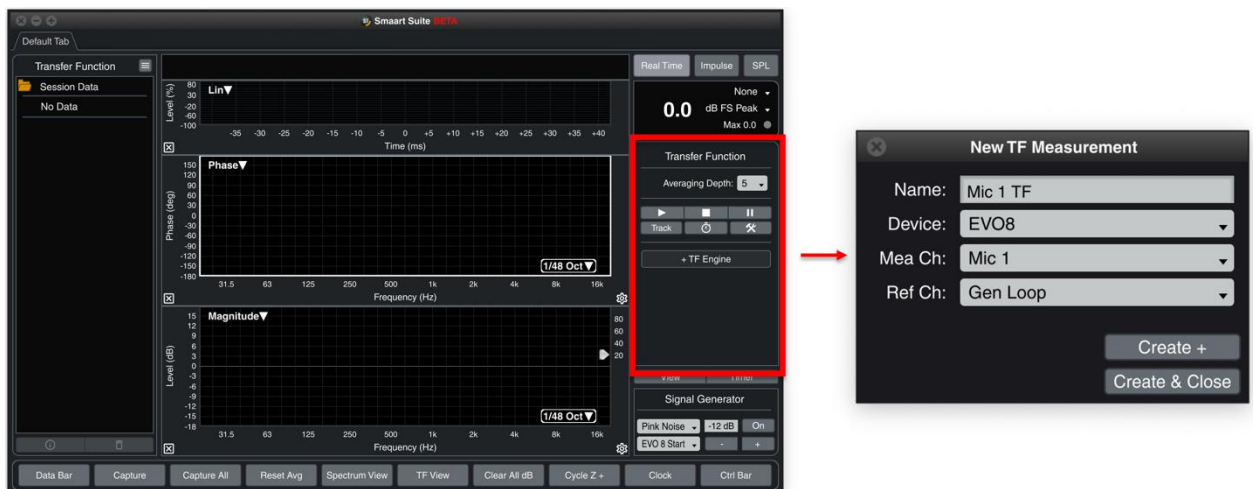 Smaart Suite BETA
Default Tab
Transfer Function
Session Data
No Data
Lin▼
Level (%)
80
30
-20
-60
-100
-35 -30 -25 -20 -15 -10 -5 0 +5 +10 +15 +20 +25 +30 +35 +40
Time (ms)
Phase▼
Phase (deg)
150
120
90
60
30
0
-30
-60
-90
-120
-150
-180
1/48 Oct▼
31.5 63 125 250 500 1k 2k 4k 8k 16k
Frequency (Hz)
Magnitude▼
Level (dB)
15
12
9
6
3
0
-3
-6
-9
-12
-15
-18
80
60
40
20
1/48 Oct▼
31.5 63 125 250 500 1k 2k 4k 8k 16k
Frequency (Hz)
Real Time Impulse SPL
None
0.0 dB FS Peak
Max 0.0
Transfer Function
Averaging Depth: 5
Track
+ TF Engine
View Timer
Signal Generator
Pink Noise -12 dB On
EVO 8 Start - +
Data Bar Capture Capture All Reset Avg Spectrum View TF View Clear All dB Cycle Z + Clock Ctrl Bar
New TF Measurement
Name: Mic 1 TF
Device: EVO8
Mea Ch: Mic 1
Ref Ch: Gen Loop
Create +
Create & Close